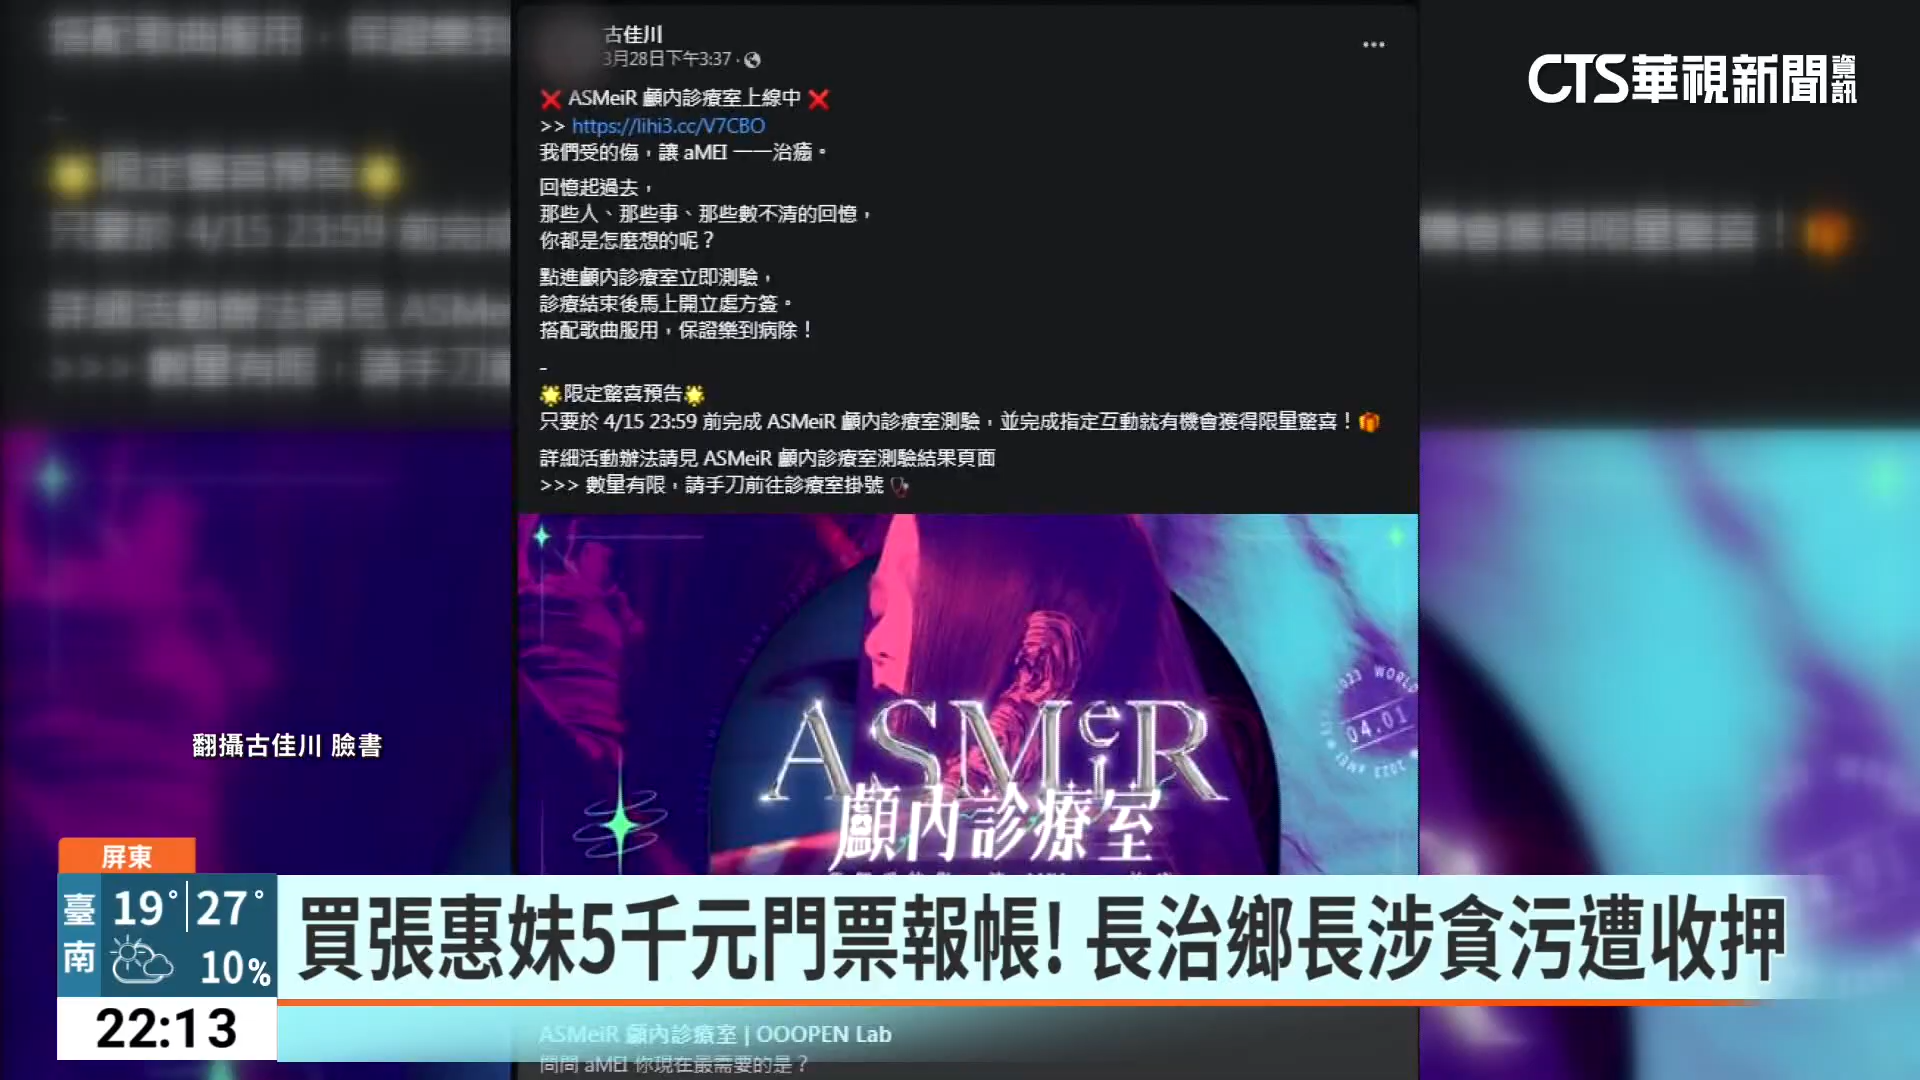 古佳川
3月28日下午3:37
CTS華視新聞資訊
❌ ASMeiR 顱內診療室上線中 ❌
>> https://lihi3.cc/V7CBO
我們受的傷，讓 aMEI 一一治癒。
回憶起過去，
那些人、那些事、那些數不清的回憶，
你都是怎麼想的呢？
點進顱內診療室立即測驗，
診療結束後馬上開立處方簽。
搭配歌曲服用，保證樂到病除！
-
🌟限定驚喜預告🌟
只要於 4/15 23:59 前完成 ASMeiR 顱內診療室測驗，並完成指定互動就有機會獲得限量驚喜！🎁
詳細活動辦法請見 ASMeiR 顱內診療室測驗結果頁面
>>> 數量有限，請手刀前往診療室掛號 🩺
2023 WORLD
04.01
ASMeiR
顱內診療室
翻攝古佳川 臉書
屏東
臺南
19° 27°
10%
22:13
買張惠妹5千元門票報帳! 長治鄉長涉貪污遭收押
ASMeiR 顱內診療室 | OOOPEN Lab
問問 aMEI 你現在最需要的是？